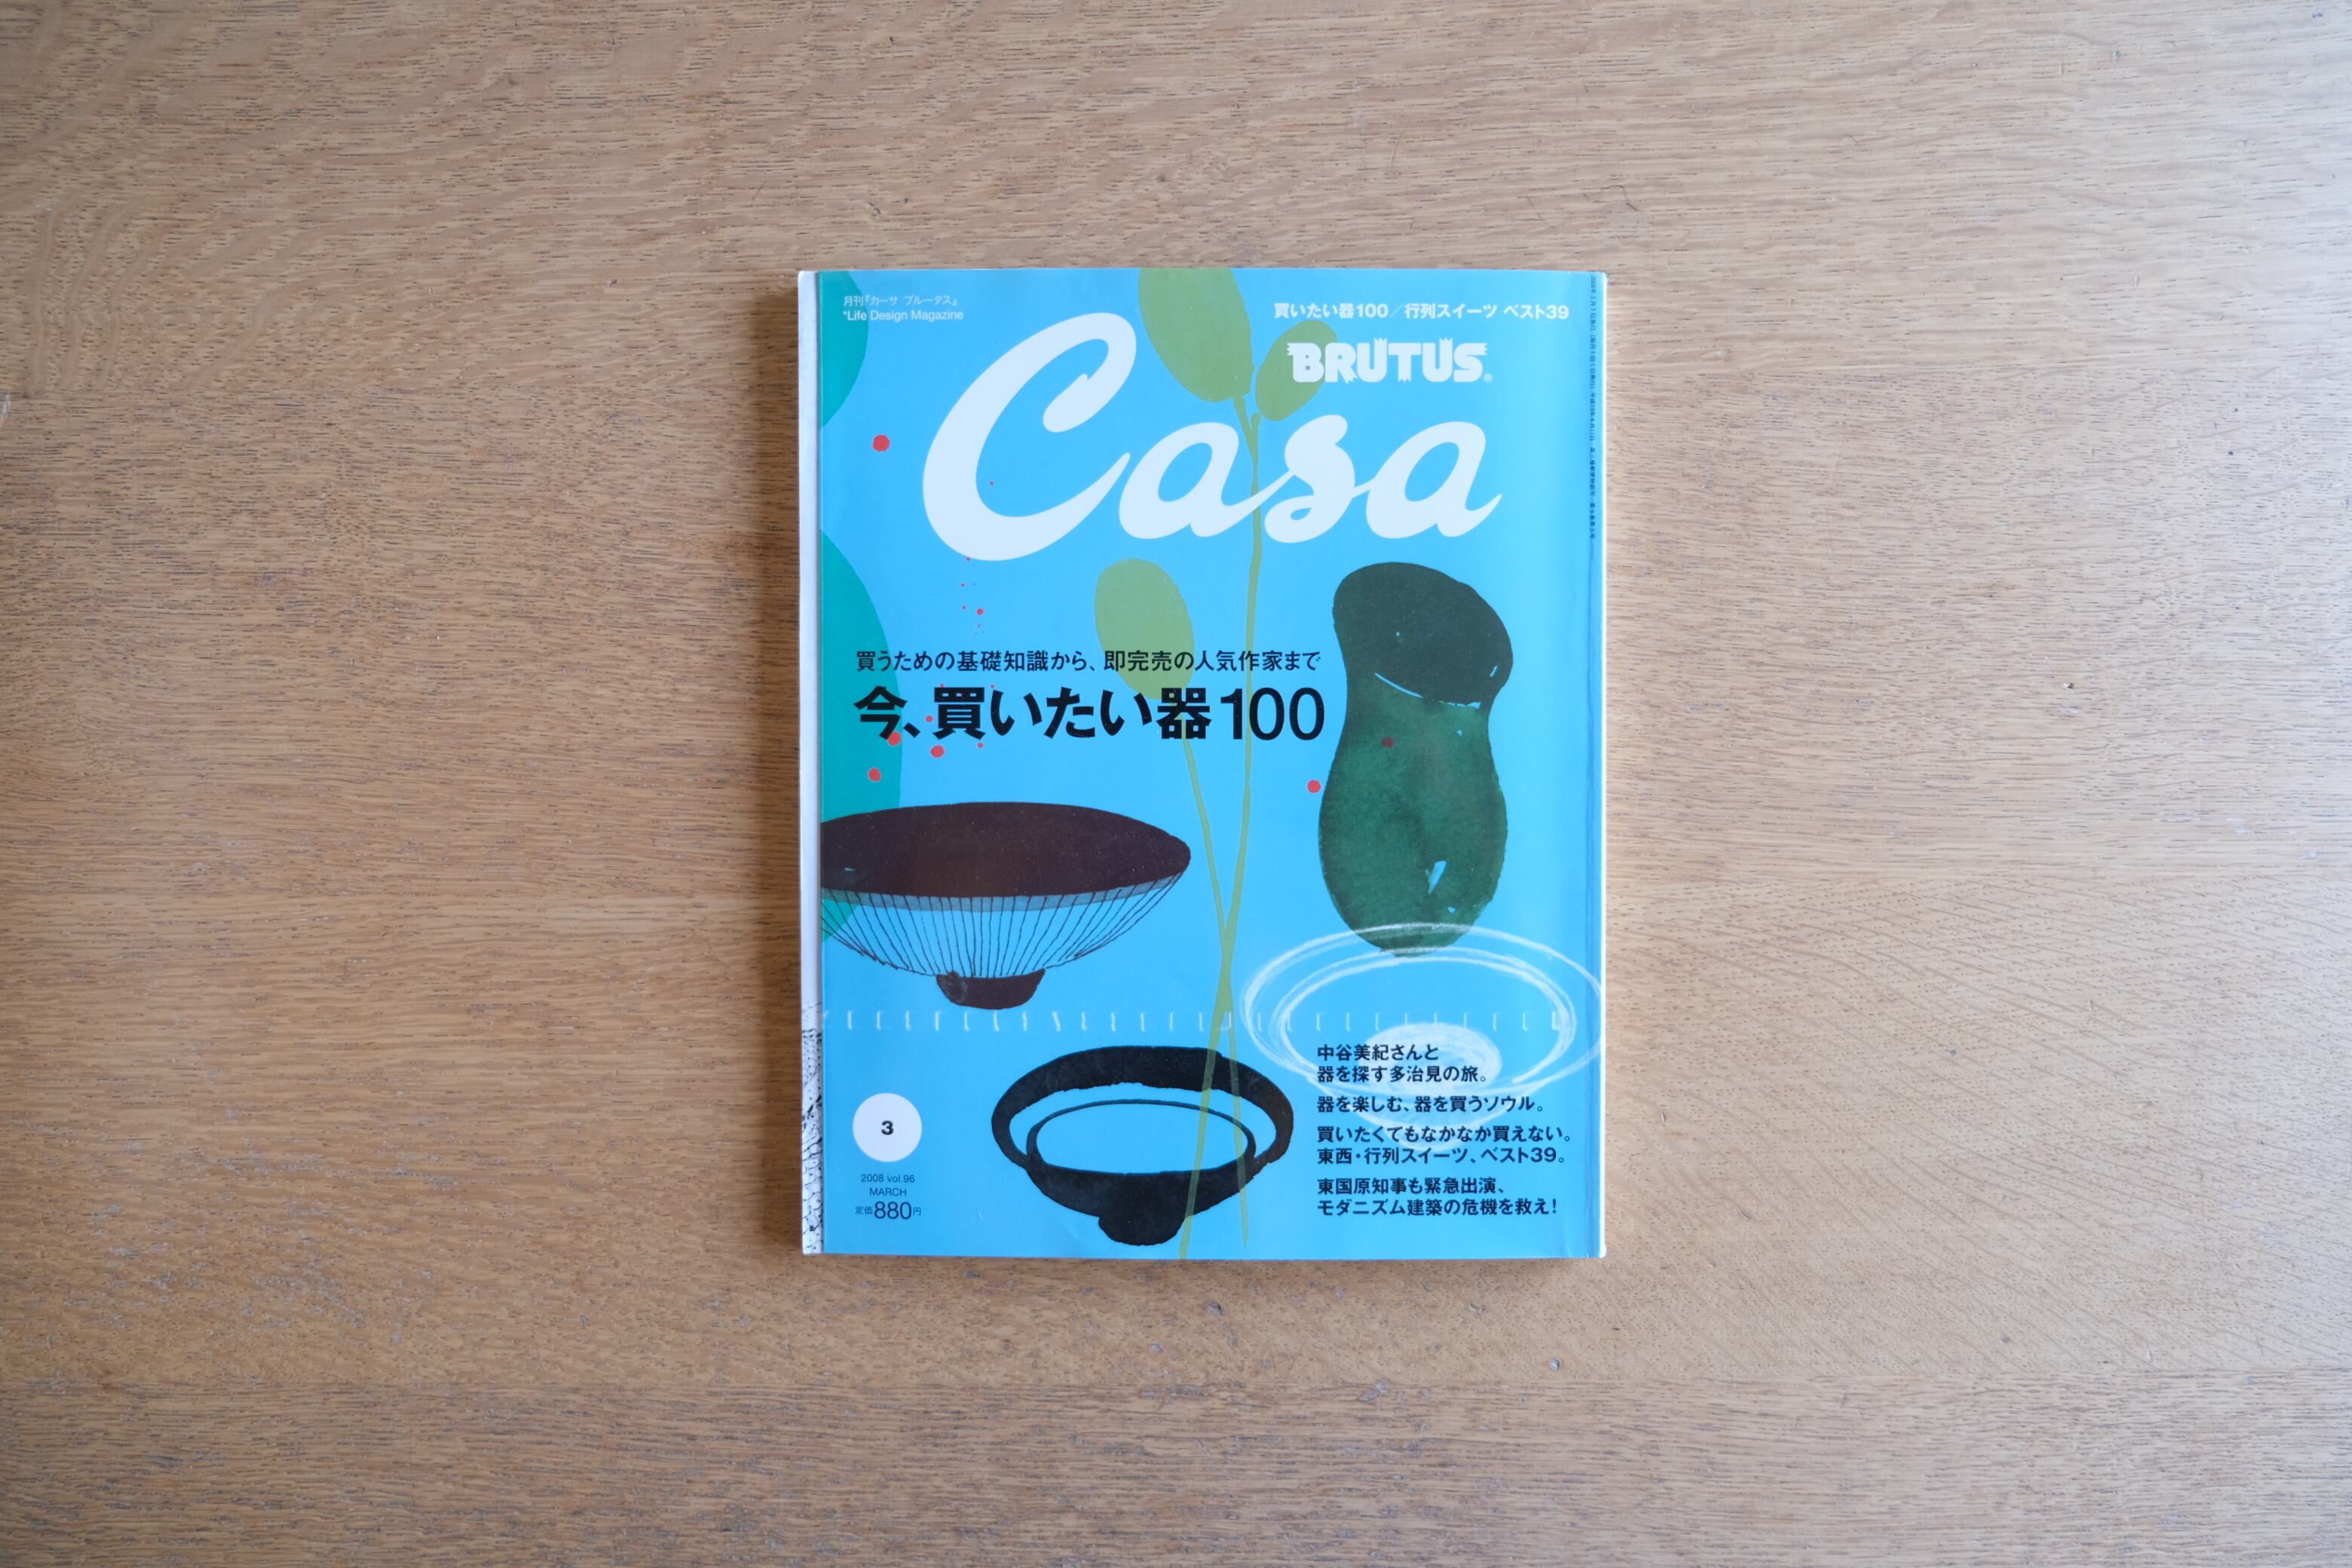 月刊『カーサ ブルータス』
*Life Design Magazine
買いたい器100／行列スイーツ ベスト39
BRUTUS®
Casa
買うための基礎知識から、即完売の人気作家まで
今、買いたい器100
中谷美紀さんと
器を探す多治見の旅。
器を楽しむ、器を買うソウル。
買いたくてもなかなか買えない。
東西・行列スイーツ、ベスト39。
東国原知事も緊急出演、
モダニズム建築の危機を救え！
3
2008 vol.96
MARCH
定価880円